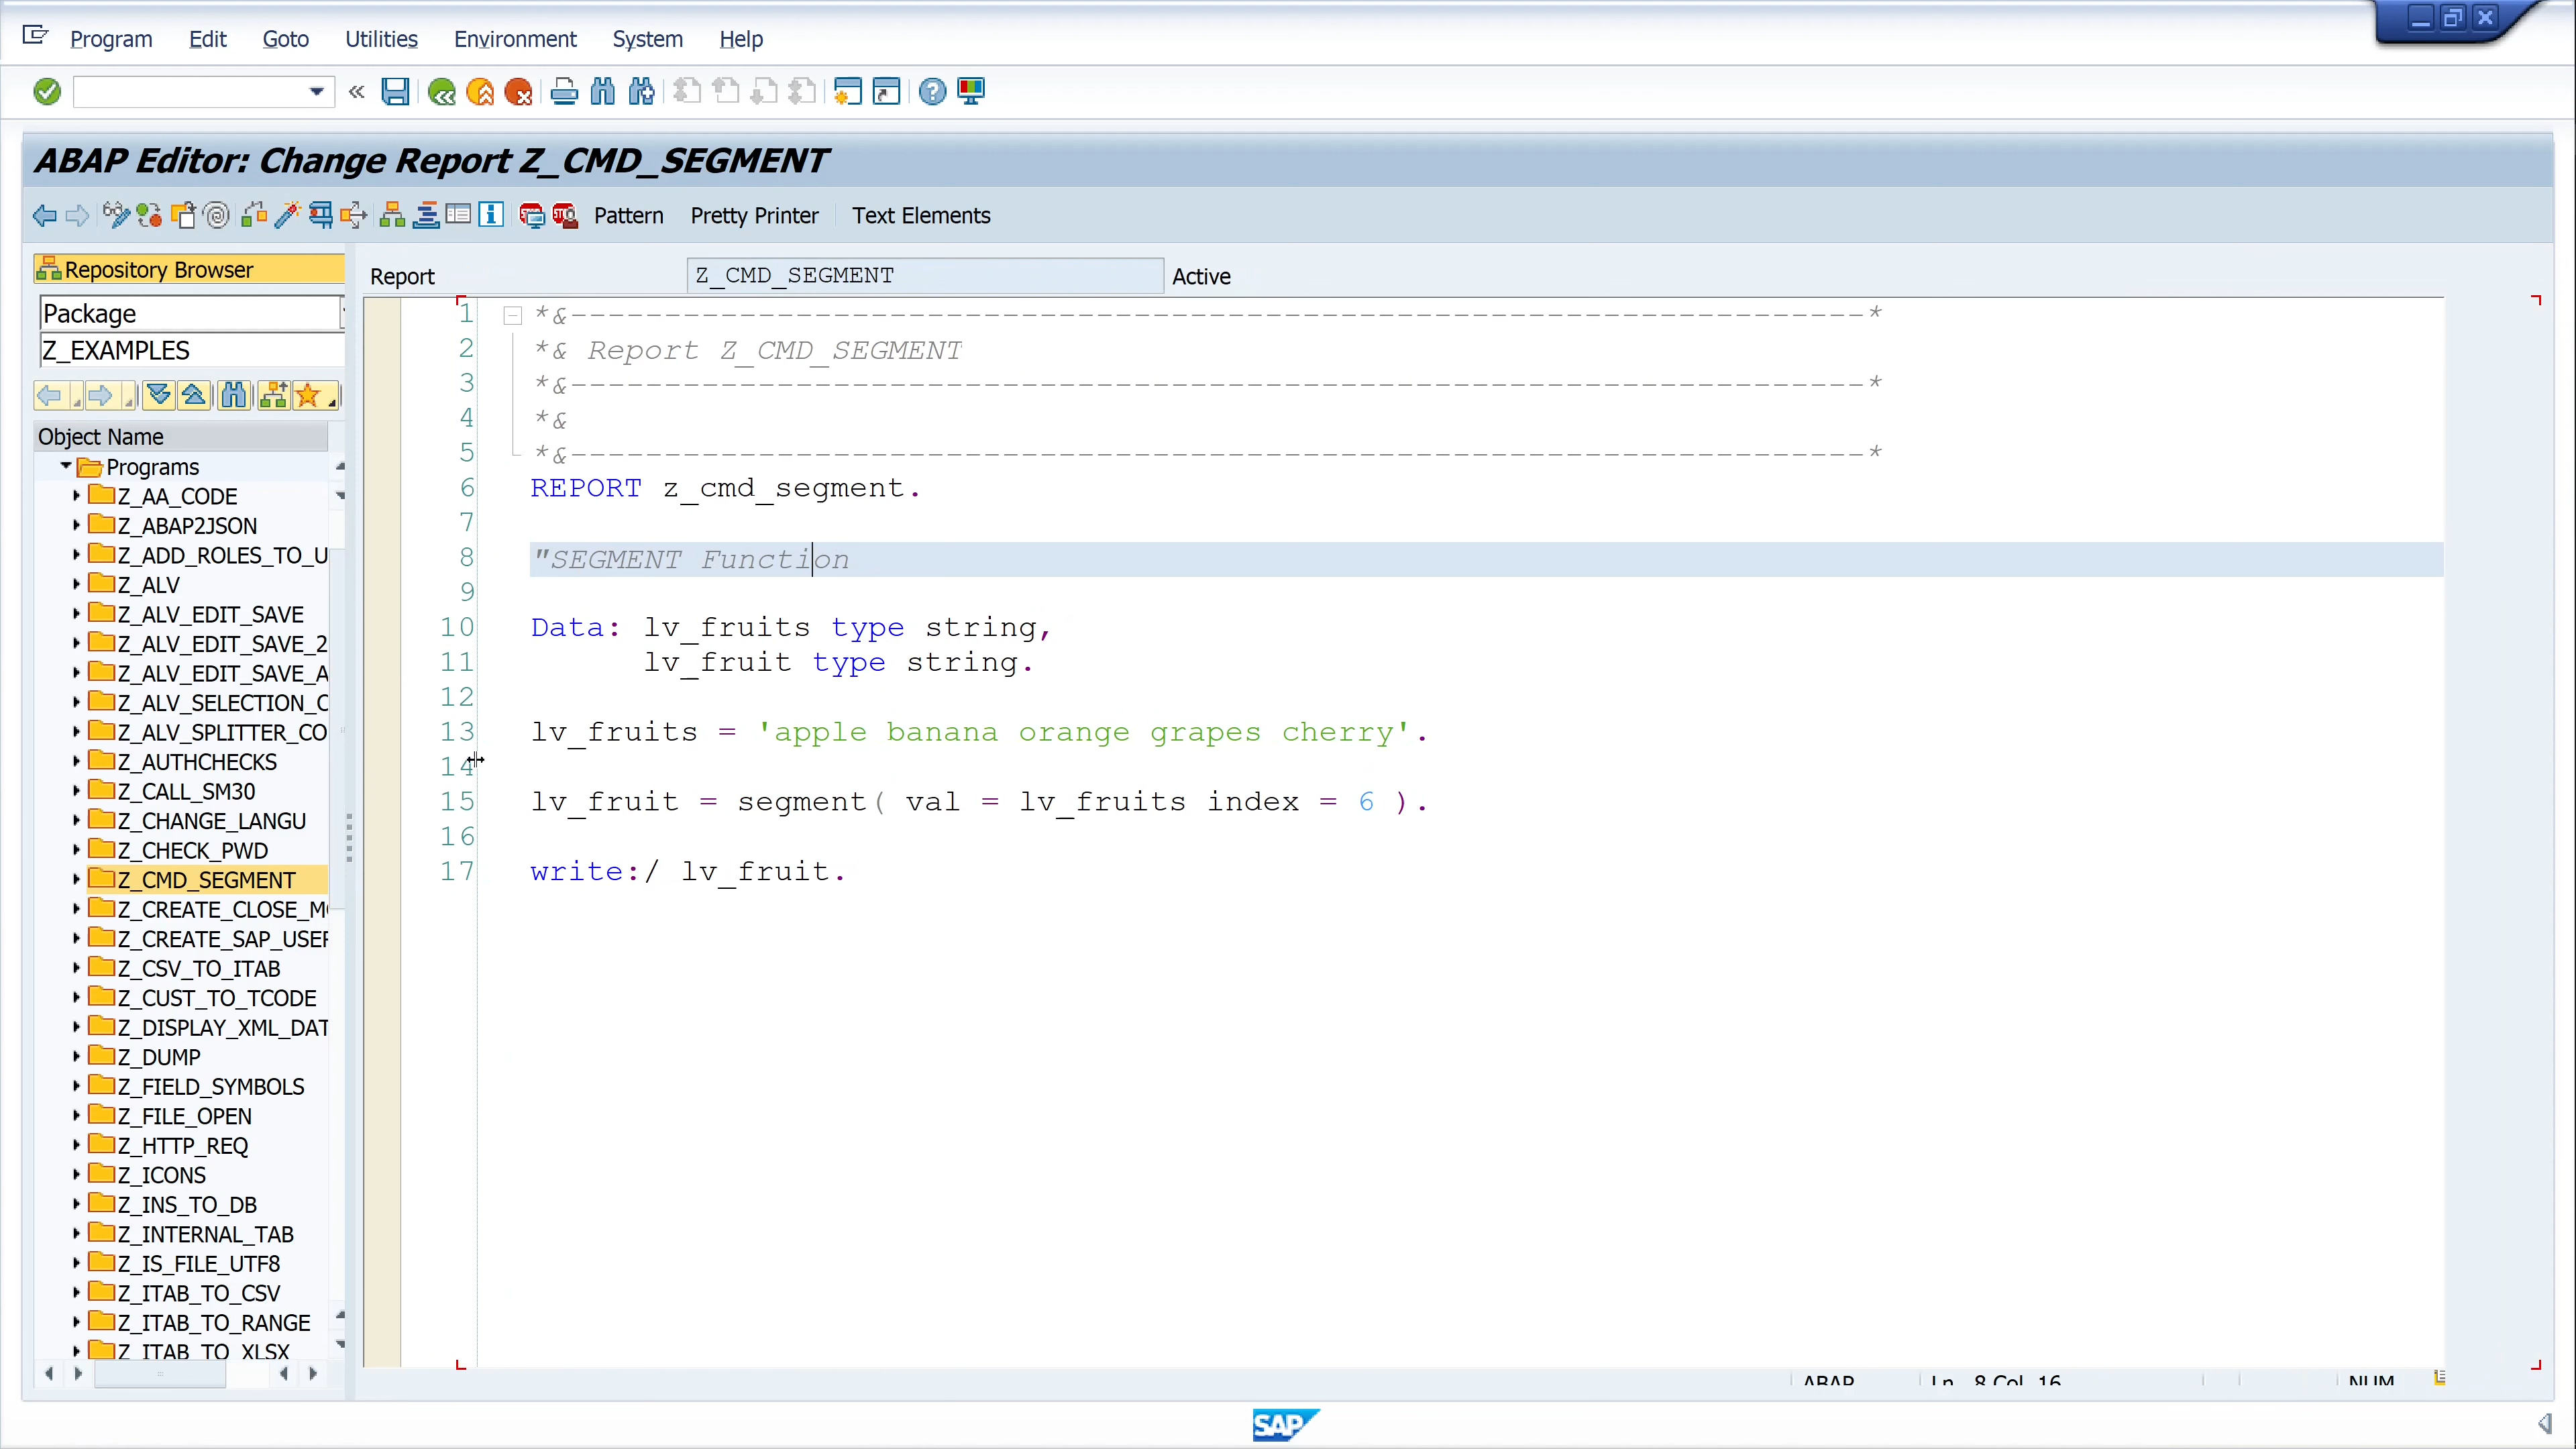 Program Edit Goto Utilities Environment System Help
ABAP Editor: Change Report Z_CMD_SEGMENT
Pattern Pretty Printer Text Elements
Repository Browser
Package
Z_EXAMPLES
Object Name
Programs
Z_AA_CODE
Z_ABAP2JSON
Z_ADD_ROLES_TO_U
Z_ALV
Z_ALV_EDIT_SAVE
Z_ALV_EDIT_SAVE_2
Z_ALV_EDIT_SAVE_A
Z_ALV_SELECTION_C
Z_ALV_SPLITTER_CO
Z_AUTHCHECKS
Z_CALL_SM30
Z_CHANGE_LANGU
Z_CHECK_PWD
Z_CMD_SEGMENT
Z_CREATE_CLOSE_M
Z_CREATE_SAP_USER
Z_CSV_TO_ITAB
Z_CUST_TO_TCODE
Z_DISPLAY_XML_DAT
Z_DUMP
Z_FIELD_SYMBOLS
Z_FILE_OPEN
Z_HTTP_REQ
Z_ICONS
Z_INS_TO_DB
Z_INTERNAL_TAB
Z_IS_FILE_UTF8
Z_ITAB_TO_CSV
Z_ITAB_TO_RANGE
Z_ITAB_TO_XLSX
Report Z_CMD_SEGMENT Active
1 *&---------------------------------------------------------------------*
2 *& Report Z_CMD_SEGMENT
3 *&---------------------------------------------------------------------*
4 *&
5 *&---------------------------------------------------------------------*
6 REPORT z_cmd_segment.
7
8 "SEGMENT Function
9
10 Data: lv_fruits type string,
11 lv_fruit type string.
12
13 lv_fruits = 'apple banana orange grapes cherry'.
14
15 lv_fruit = segment( val = lv_fruits index = 6 ).
16
17 write:/ lv_fruit.
ABAP Ln 8 Col 16 NUM
SAP